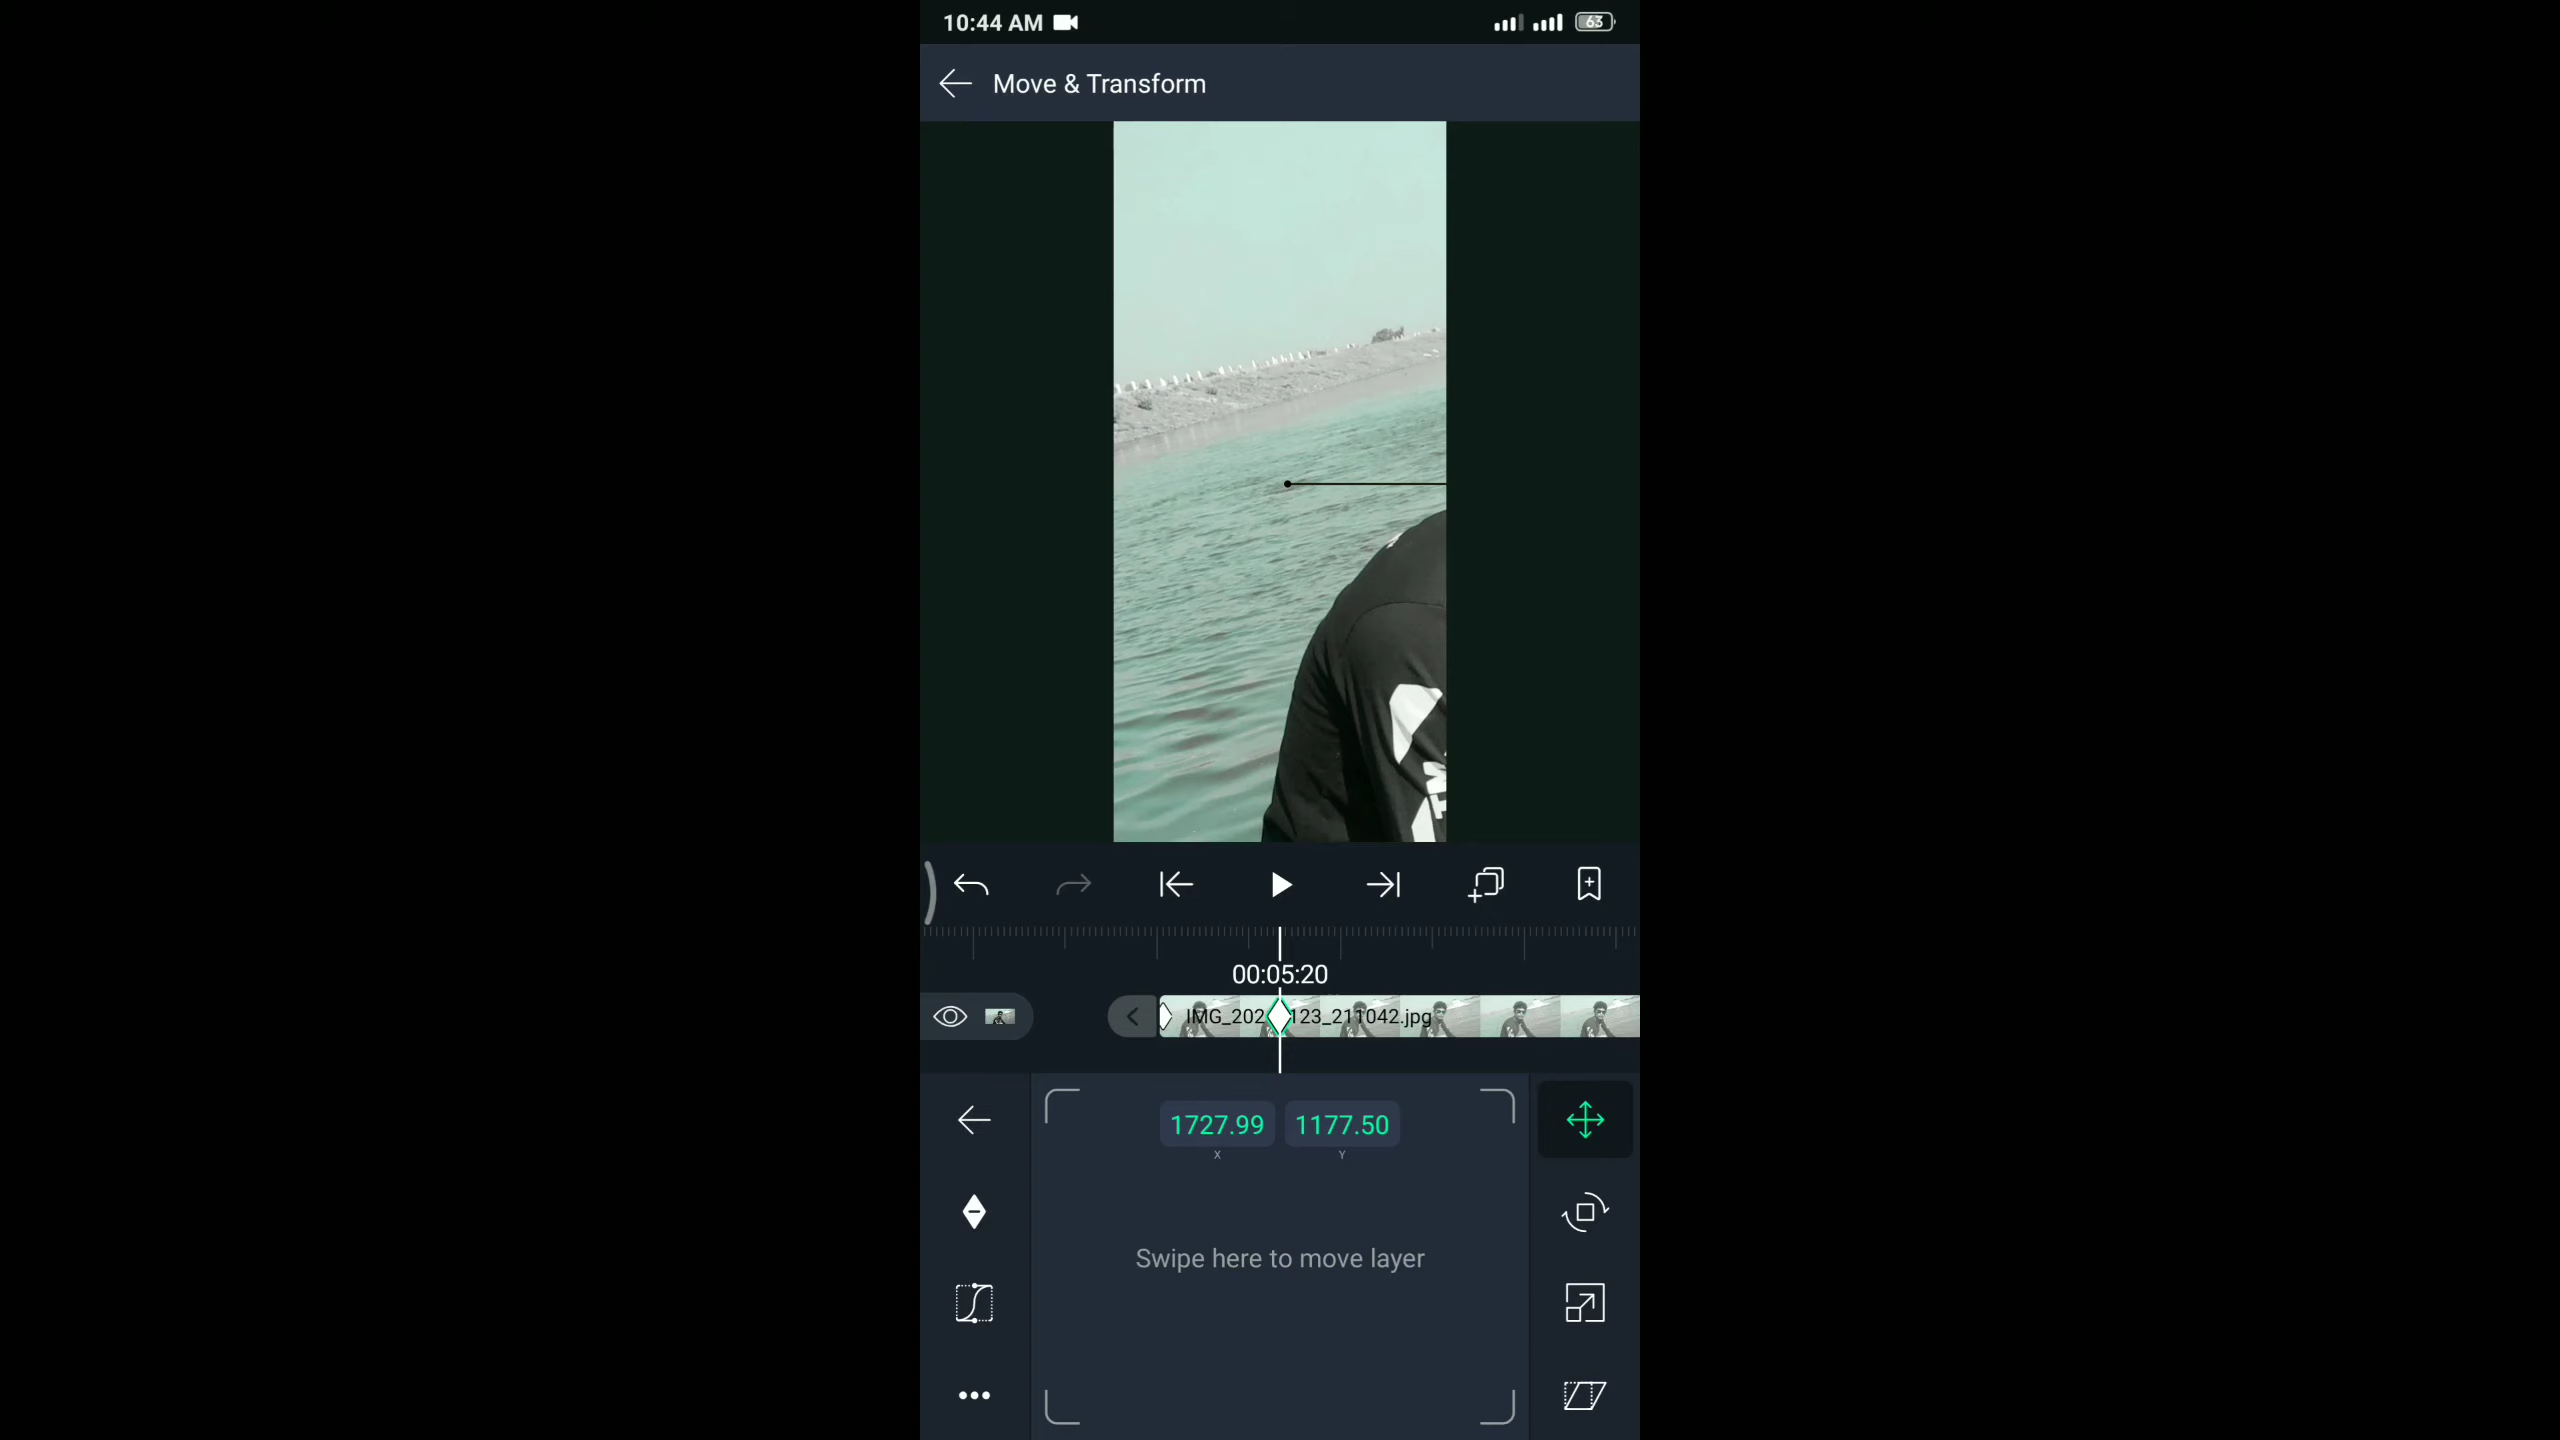 10:44 AM
63
Move & Transform
00:05:20
IMG_202
123_211042.jpg
1727.99 1177.50
X Y
Swipe here to move layer